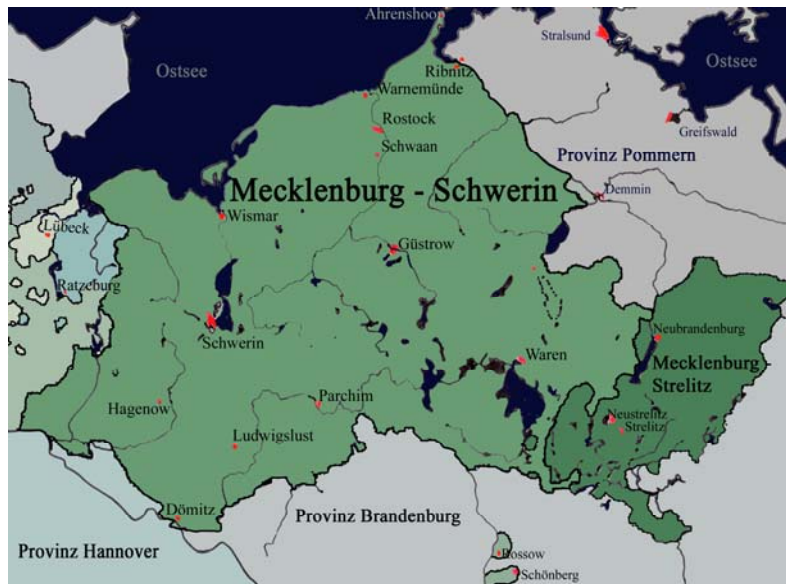 Ahrenshoop
Stralsund
Ostsee
Ostsee
Ribnitz
Warnemünde
Greifswald
Rostock
Schwaan
Provinz Pommern
Mecklenburg - Schwerin
Demmin
Wismar
Lübeck
Güstrow
Ratzeburg
Neubrandenburg
Schwerin
Waren
Mecklenburg
Strelitz
Parchim
Hagenow
Neustrelitz
Strelitz
Ludwigslust
Dömitz
Provinz Brandenburg
Provinz Hannover
Rossow
Schönberg